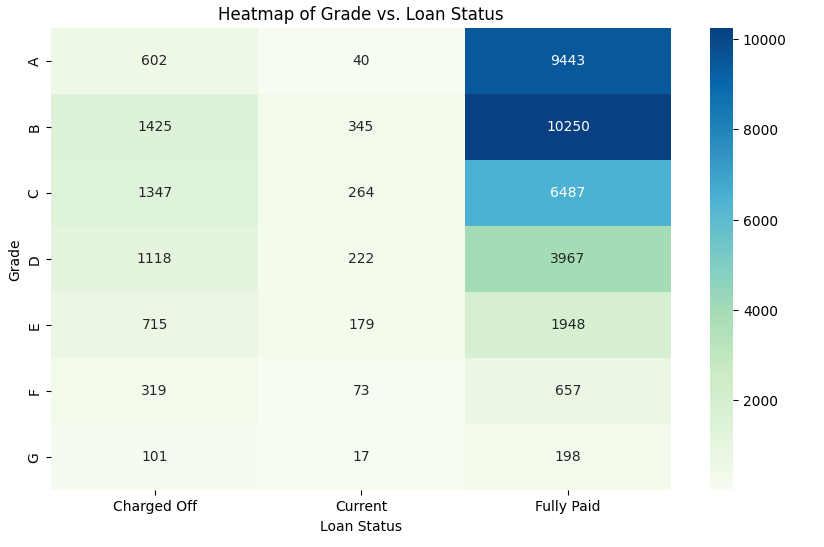 Heatmap of Grade vs. Loan Status
A 602 40 9443
B 1425 345 10250
C 1347 264 6487
D 1118 222 3967
E 715 179 1948
F 319 73 657
G 101 17 198
Grade
Charged Off Current Fully Paid
Loan Status
10000
8000
6000
4000
2000